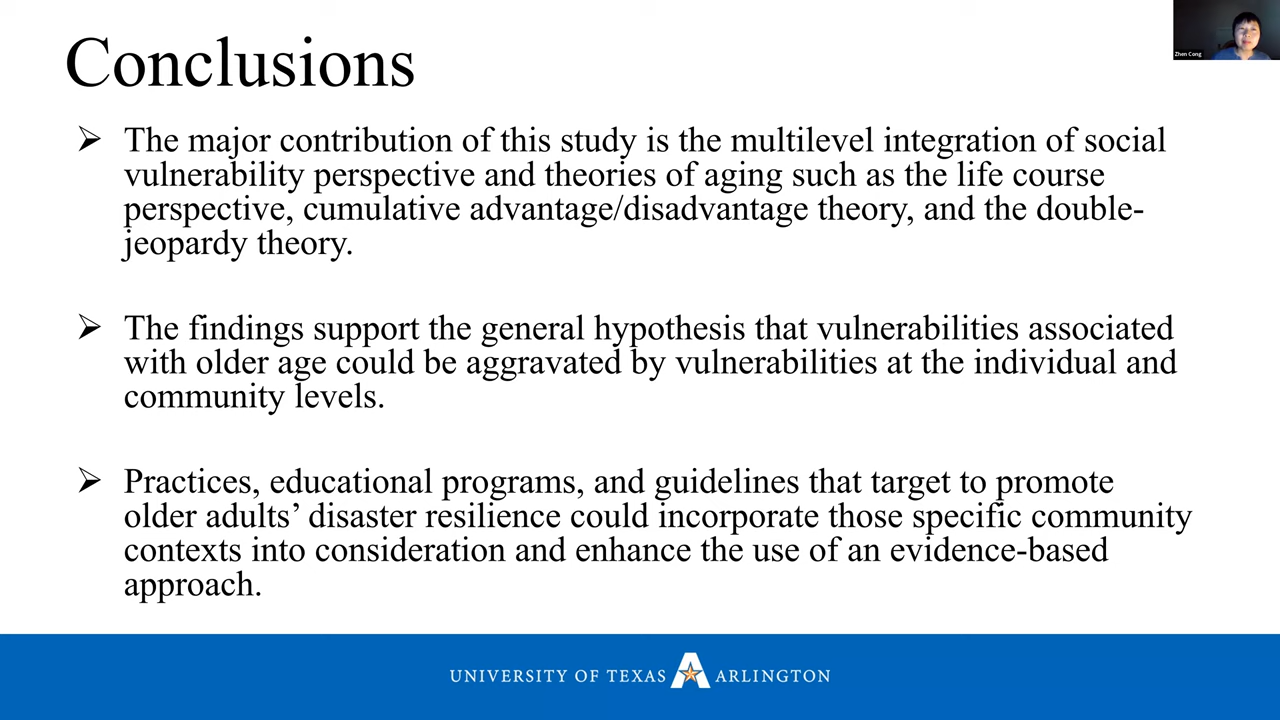 Conclusions
Zhen Cong
➢ The major contribution of this study is the multilevel integration of social
vulnerability perspective and theories of aging such as the life course
perspective, cumulative advantage/disadvantage theory, and the double-
jeopardy theory.
➢ The findings support the general hypothesis that vulnerabilities associated
with older age could be aggravated by vulnerabilities at the individual and
community levels.
➢ Practices, educational programs, and guidelines that target to promote
older adults’ disaster resilience could incorporate those specific community
contexts into consideration and enhance the use of an evidence-based
approach.
UNIVERSITY OF TEXAS A ARLINGTON